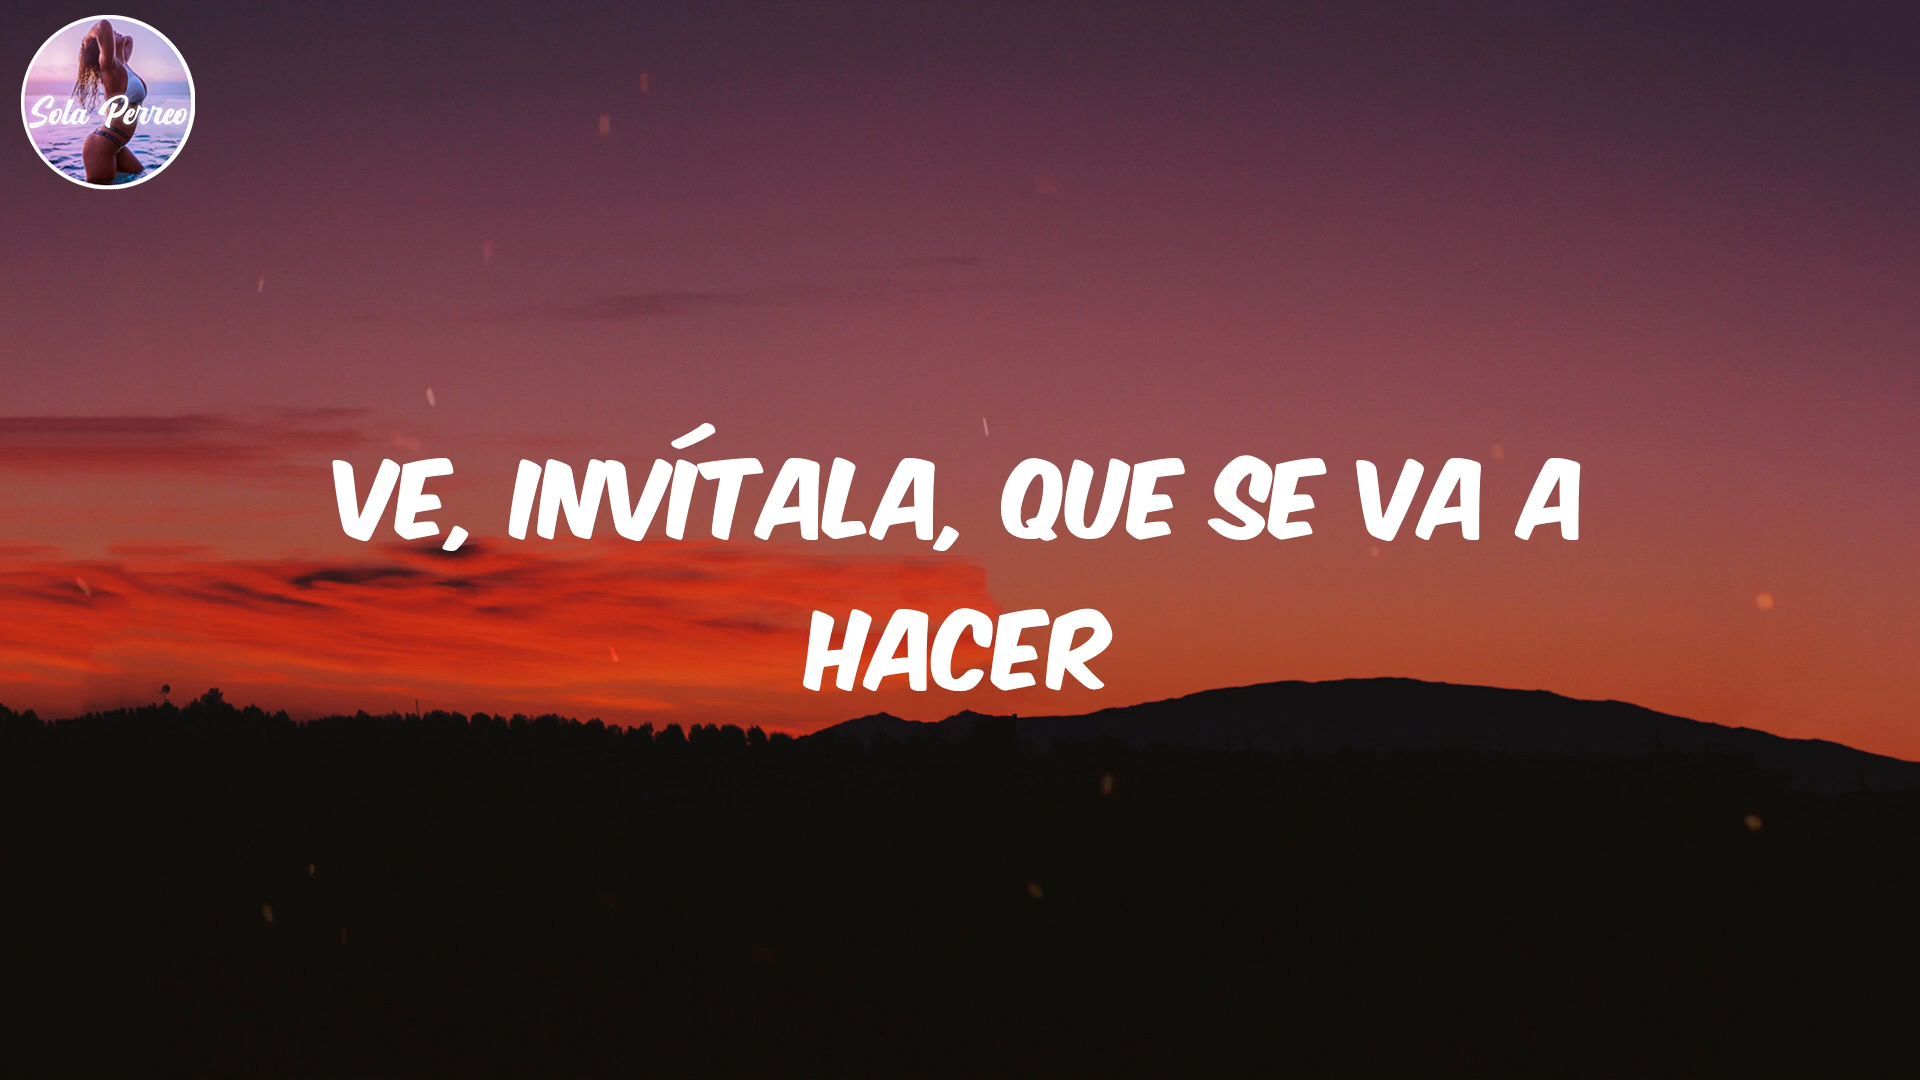 Sola Perreo
VE, INVÍTALA, QUE SE VA A
HACER